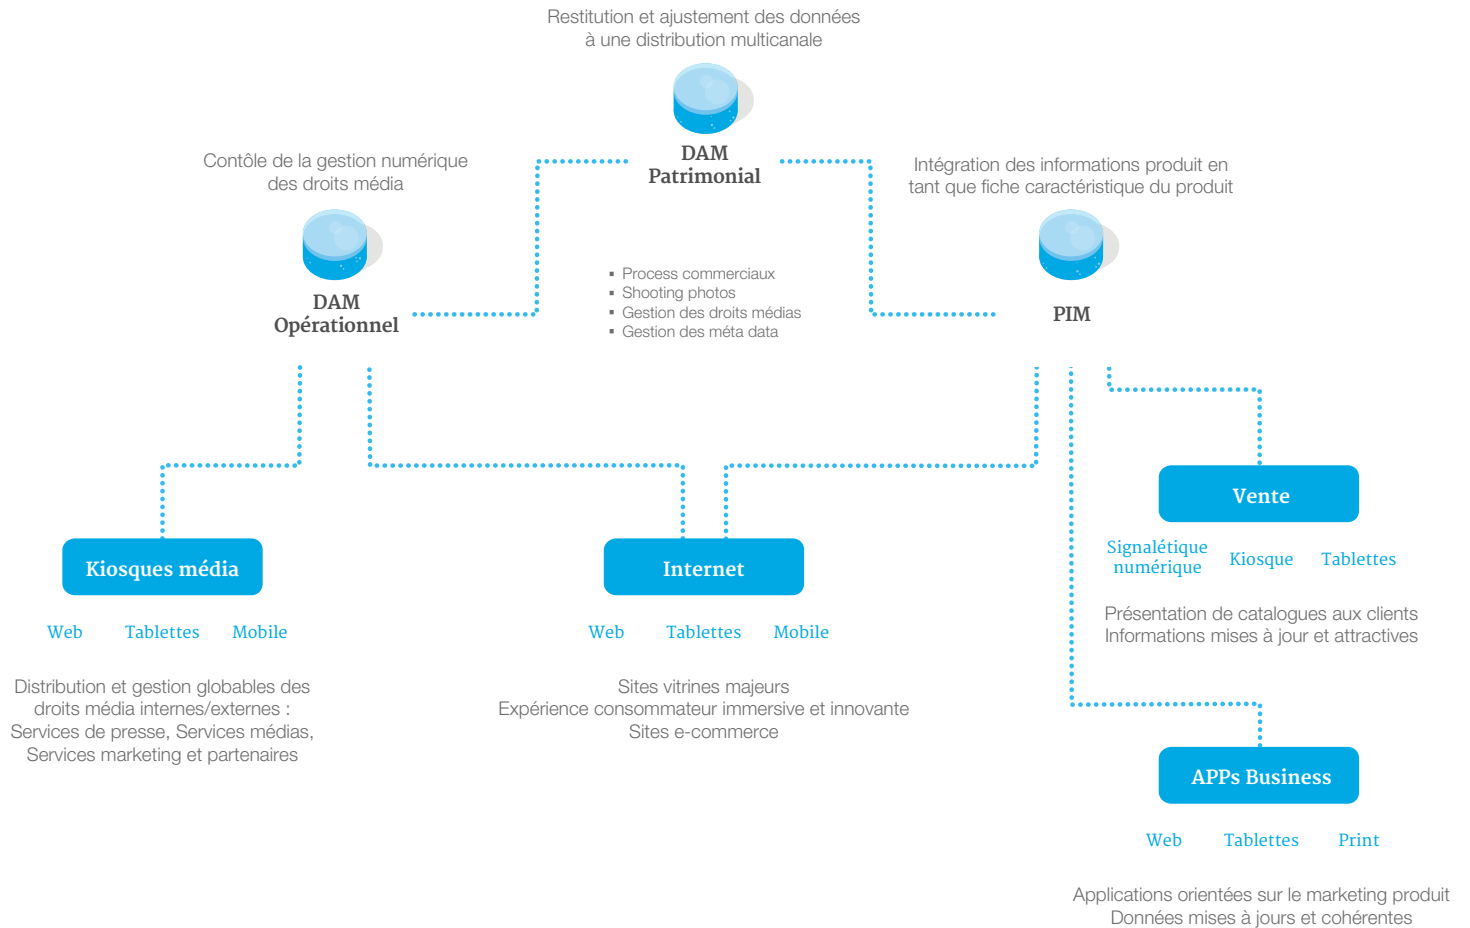 Restitution et ajustement des données
à une distribution multicanale
DAM
Patrimonial
Contôle de la gestion numérique
des droits média
DAM
Opérationnel
Intégration des informations produit en
tant que fiche caractéristique du produit
PIM
▪ Process commerciaux
▪ Shooting photos
▪ Gestion des droits médias
▪ Gestion des méta data
Kiosques média
Web Tablettes Mobile
Distribution et gestion globables des
droits média internes/externes :
Services de presse, Services médias,
Services marketing et partenaires
Internet
Web Tablettes Mobile
Sites vitrines majeurs
Expérience consommateur immersive et innovante
Sites e-commerce
Vente
Signalétique
numérique
Kiosque Tablettes
Présentation de catalogues aux clients
Informations mises à jour et attractives
APPs Business
Web Tablettes Print
Applications orientées sur le marketing produit
Données mises à jours et cohérentes